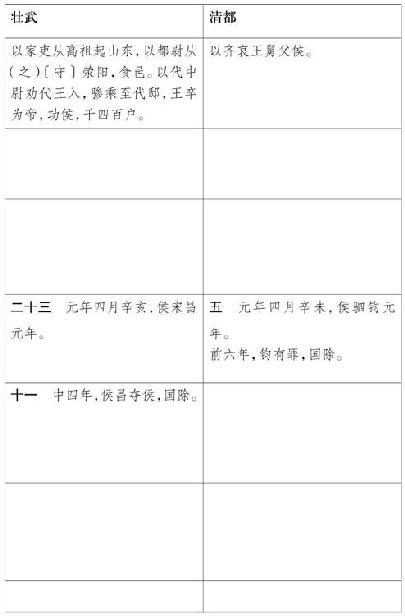 壮武
清都
以家吏从高祖起山东，以都尉从
（之）〔守〕荥阳，食邑。以代中
尉劝代王入，骖乘至代邸，王卒
为帝，功侯，千四百户。
以齐哀王舅父侯。
二十三　元年四月辛亥，侯宋昌
元年。
五　元年四月辛未，侯驷钧元
年。
前六年，钧有罪，国除。
十一　中四年，侯昌夺侯，国除。